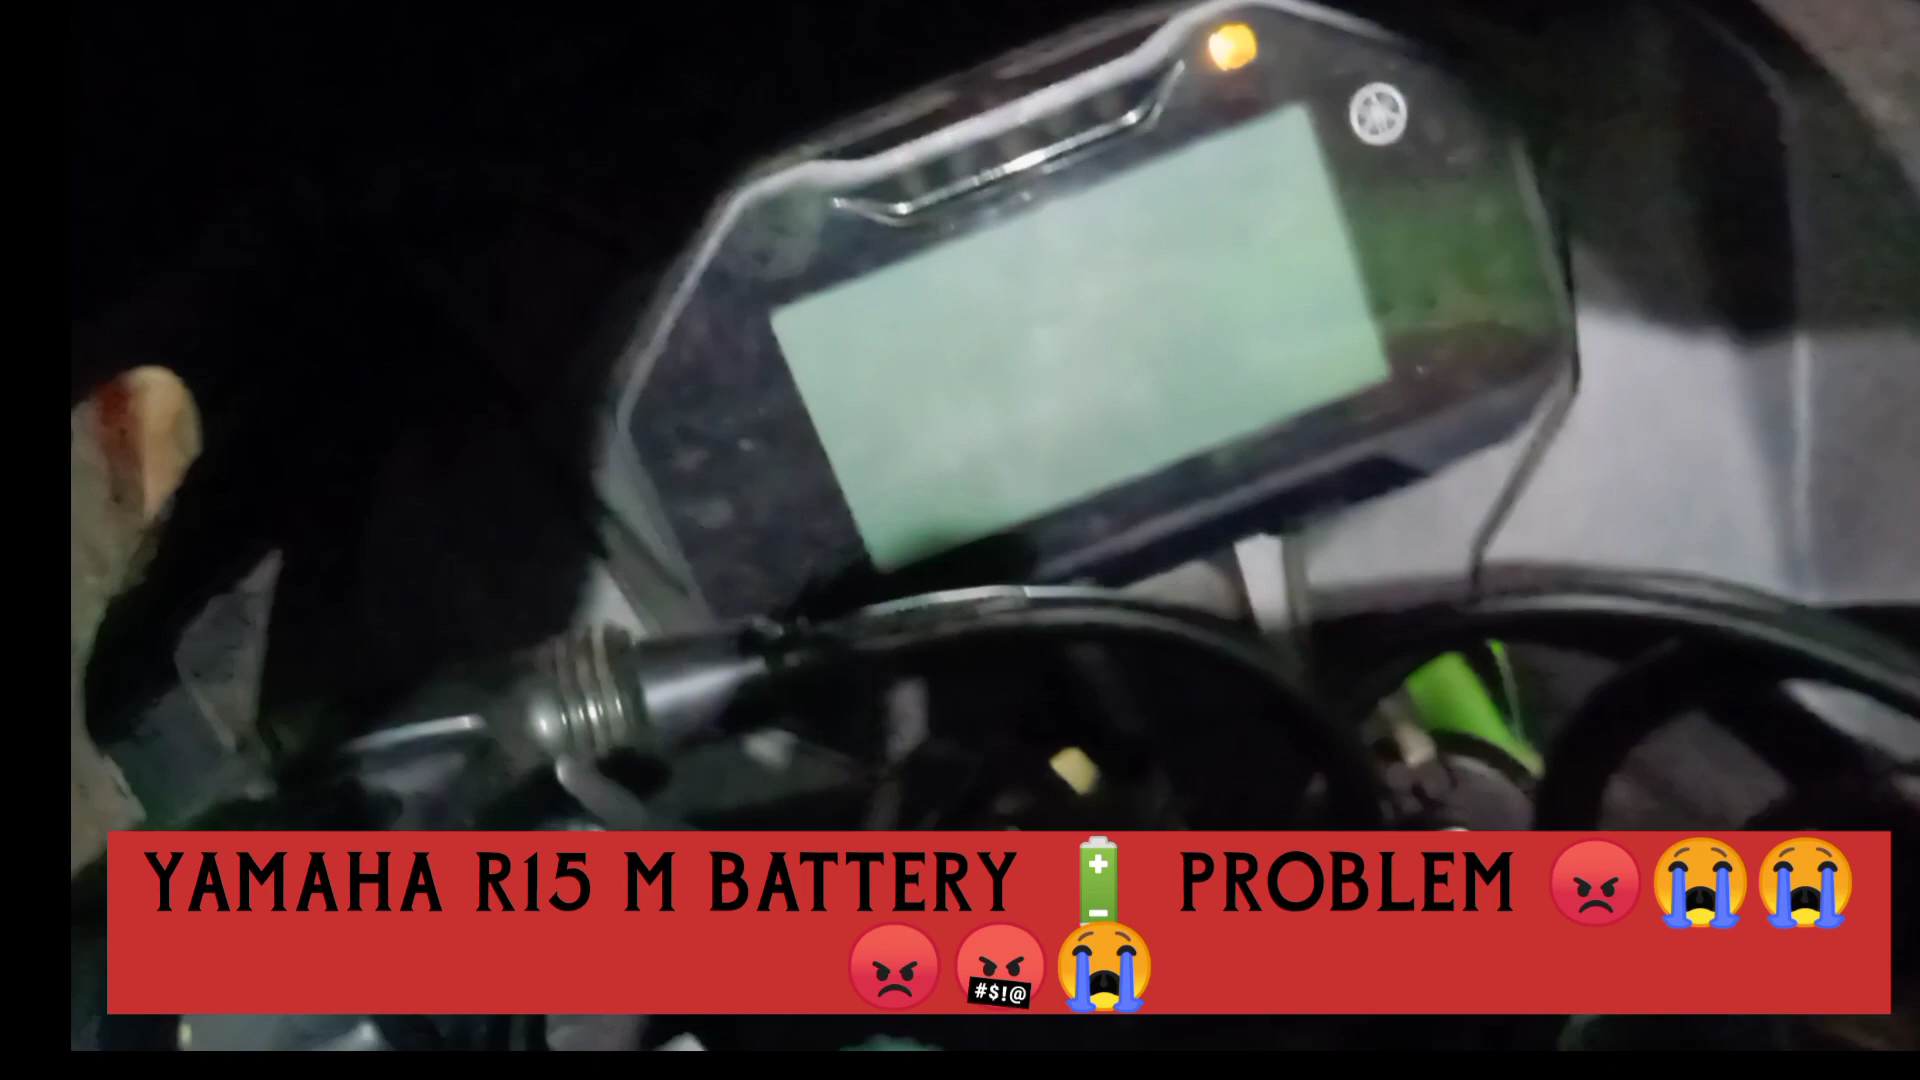 YAMAHA R15 M BATTERY 🔋 PROBLEM 😡😭😭
😡🤬😭